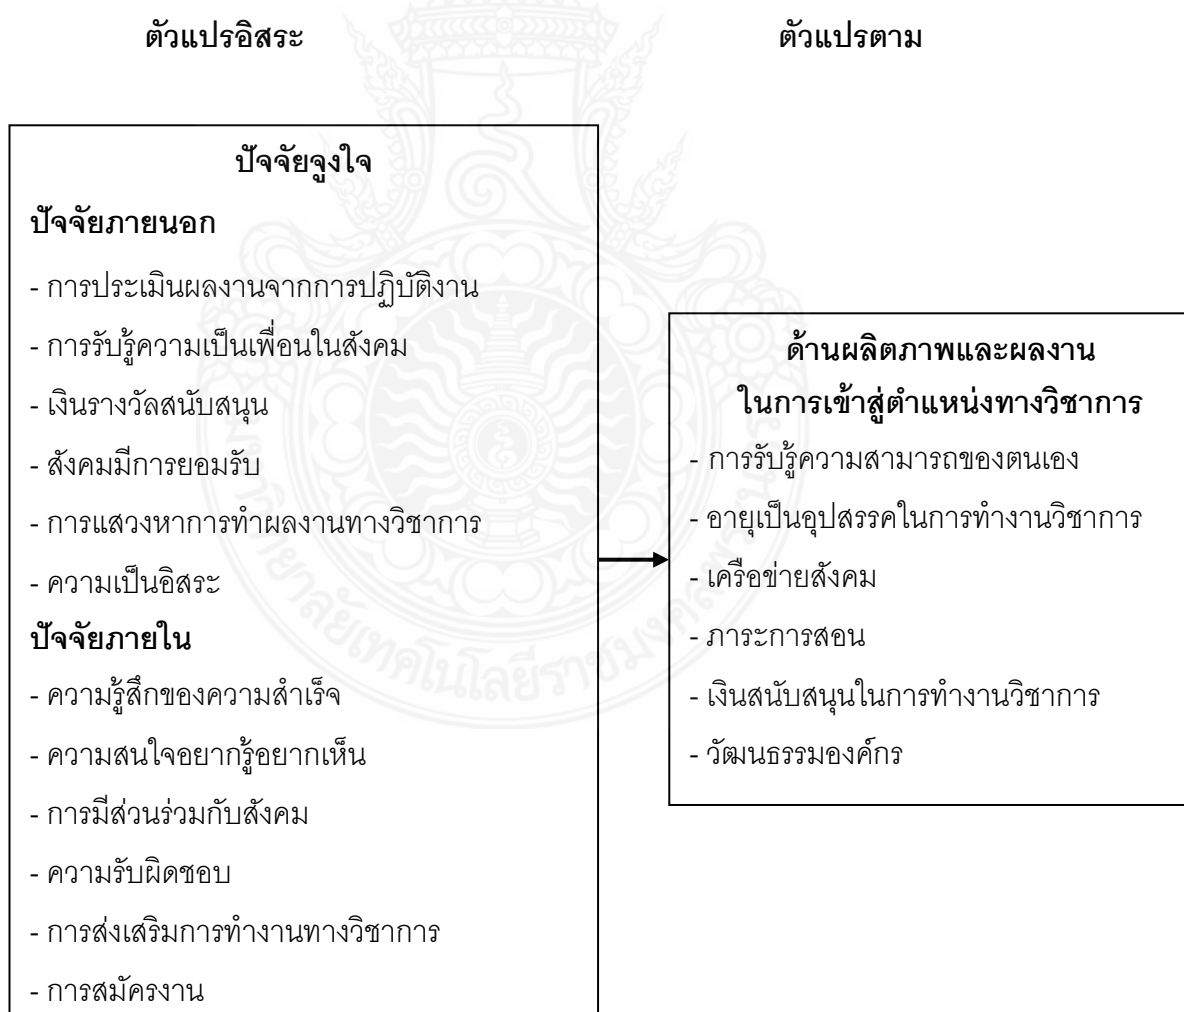 ตัวแปรอิสระ
ตัวแปรตาม
ปัจจัยจูงใจ
ปัจจัยภายนอก
- การประเมินผลงานจากการปฏิบัติงาน
- การรับรู้ความเป็นเพื่อนในสังคม
- เงินรางวัลสนับสนุน
- สังคมมีการยอมรับ
- การแสวงหาการทำผลงานทางวิชาการ
- ความเป็นอิสระ
ปัจจัยภายใน
- ความรู้สึกของความสำเร็จ
- ความสนใจอยากรู้อยากเห็น
- การมีส่วนร่วมกับสังคม
- ความรับผิดชอบ
- การส่งเสริมการทำงานทางวิชาการ
- การสมัครงาน
ด้านผลิตภาพและผลงาน
ในการเข้าสู่ตำแหน่งทางวิชาการ
- การรับรู้ความสามารถของตนเอง
- อายุเป็นอุปสรรคในการทำงานวิชาการ
- เครือข่ายสังคม
- ภาระการสอน
- เงินสนับสนุนในการทำงานวิชาการ
- วัฒนธรรมองค์กร